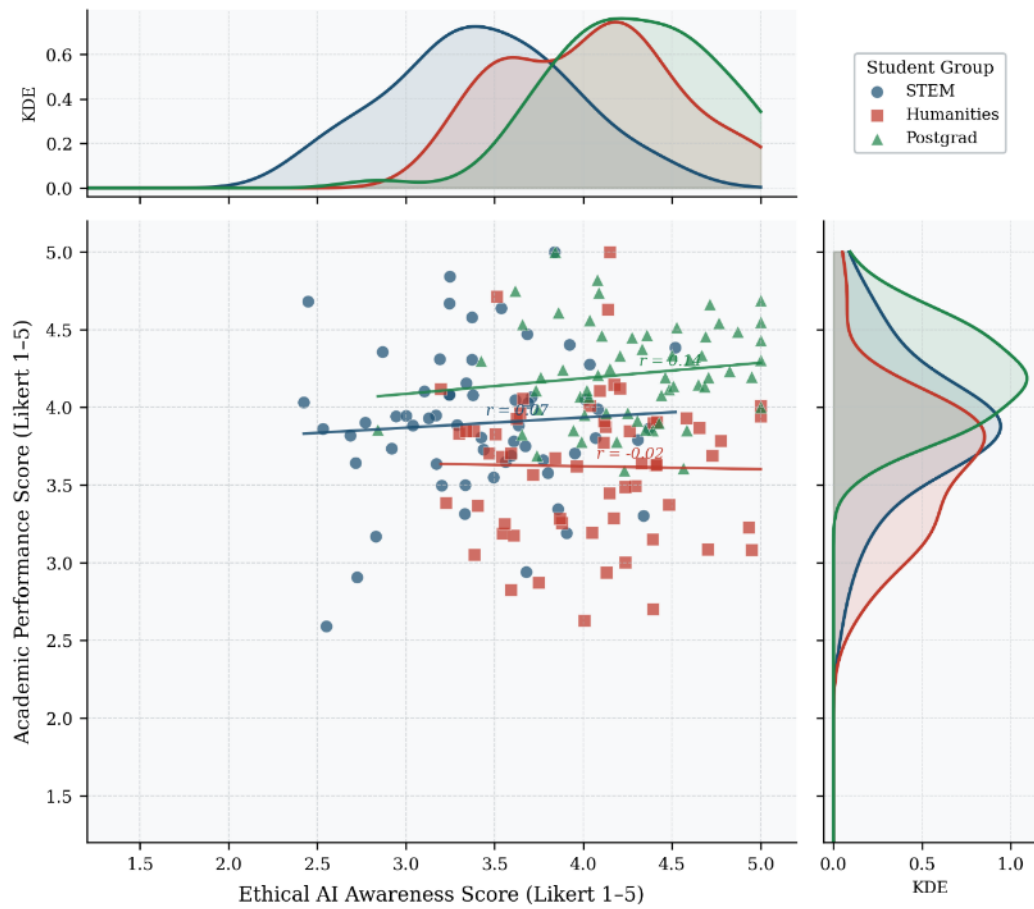 0.6
0.4
0.2
0.0
KDE
Student Group
STEM
Humanities
Postgrad
5.0
4.5
4.0
3.5
3.0
2.5
2.0
1.5
Academic Performance Score (Likert 1–5)
r = 0.14
r = 0.07
r = -0.02
1.5 2.0 2.5 3.0 3.5 4.0 4.5 5.0
Ethical AI Awareness Score (Likert 1–5)
0.0 0.5 1.0
KDE